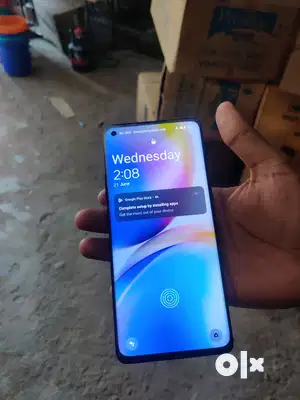 Wednesday
2:08
21 June
Google Play Store • 4h
Complete setup by installing apps
Get the most out of your device
olx